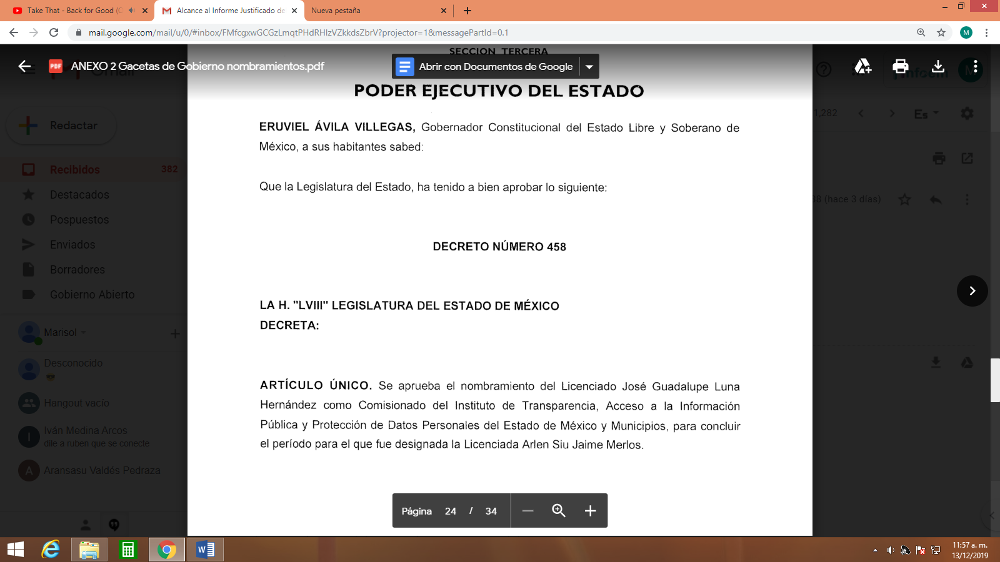 Take That - Back for Good (C
Alcance al Informe Justificado de
Nueva pestaña
mail.google.com/mail/u/0/#inbox/FMfcgxwGCGzLmqtPHdRHlzVZkkdsZbrV?projector=1&messagePartId=0.1
M
SECCION TERCERA
PDF
ANEXO 2 Gacetas de Gobierno nombramientos.pdf
Abrir con Documentos de Google
infoem
M
PODER EJECUTIVO DEL ESTADO
1,282
Es
Redactar
ERUVIEL ÁVILA VILLEGAS, Gobernador Constitucional del Estado Libre y Soberano de
México, a sus habitantes sabed:
Recibidos 382
Que la Legislatura del Estado, ha tenido a bien aprobar lo siguiente:
Destacados
(hace 3 días)
Pospuestos
Enviados
DECRETO NÚMERO 458
Borradores
Gobierno Abierto
LA H. "LVIII" LEGISLATURA DEL ESTADO DE MÉXICO
DECRETA:
Marisol
Desconocido
ARTÍCULO ÚNICO. Se aprueba el nombramiento del Licenciado José Guadalupe Luna
Hernández como Comisionado del Instituto de Transparencia, Acceso a la Información
Pública y Protección de Datos Personales del Estado de México y Municipios, para concluir
el período para el que fue designada la Licenciada Arlen Siu Jaime Merlos.
Hangout vacío
I
Iván Medina Arcos
dile a ruben que se conecte
A
Aransasu Valdés Pedraza
Página 24 / 34
11:57 a. m.
13/12/2019